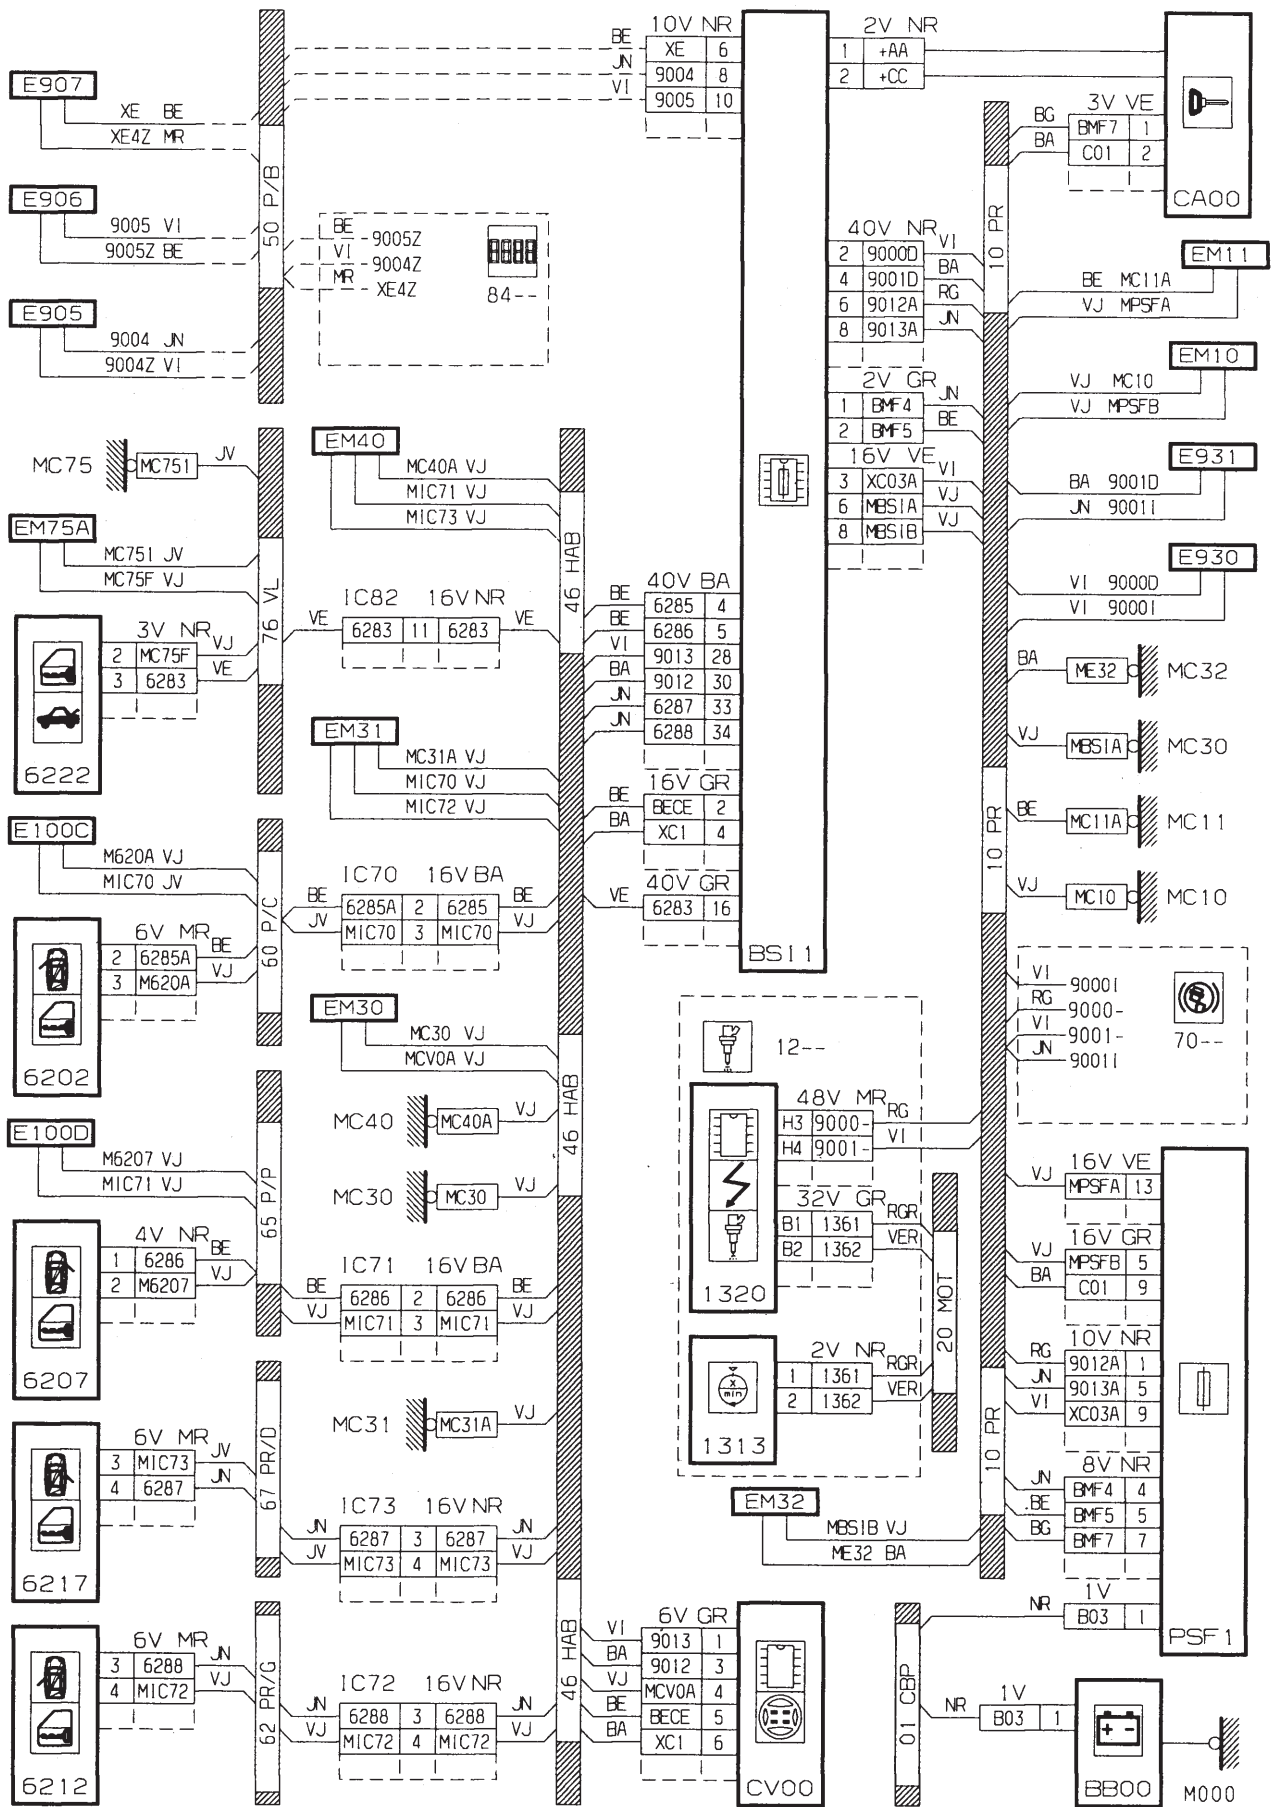 E907
XE BE
XE4Z MR
E906
9005 VI
9005Z BE
E905
9004 JN
9004Z VI
50 P/B
BE 9005Z
VI 9004Z
MR XE4Z
84--
MC75
MC751
JV
EM75A
MC751 JV
MC75F VJ
3V NR
2 MC75F VJ
3 6283 VE
6222
76 VL
E100C
M620A VJ
MIC70 JV
6V MR
2 6285A BE
3 M620A VJ
6202
60 P/C
E100D
M6207 VJ
MIC71 VJ
4V NR
1 6286 BE
2 M6207 VJ
6207
65 P/P
6V MR
3 MIC73 JV
4 6287 JN
6217
67 PR/D
6V MR
3 6288 JN
4 MIC72 VJ
6212
62 PR/G
EM40
MC40A VJ
MIC71 VJ
MIC73 VJ
IC82 16V NR
VE 6283 11 6283 VE
EM31
MC31A VJ
MIC70 VJ
MIC72 VJ
IC70 16V BA
BE 6285A 2 6285 BE
JV MIC70 3 MIC70 VJ
EM30
MC30 VJ
MCV0A VJ
MC40 MC40A VJ
MC30 MC30 VJ
IC71 16V BA
BE 6286 2 6286 BE
VJ MIC71 3 MIC71 VJ
MC31 MC31A VJ
IC73 16V NR
JN 6287 3 6287 JN
JV MIC73 4 MIC73 VJ
IC72 16V NR
JN 6288 3 6288 JN
VJ MIC72 4 MIC72 VJ
46 HAB
46 HAB
46 HAB
10V NR
BE XE 6
JN 9004 8
VI 9005 10
40V BA
BE 6285 4
BE 6286 5
VI 9013 28
BA 9012 30
JN 6287 33
JN 6288 34
16V GR
BE BECE 2
BA XC1 4
40V GR
VE 6283 16
BSI1
2V NR
1 +AA
2 +CC
40V NR
2 9000D VI
4 9001D BA
6 9012A RG
8 9013A JN
2V GR
1 BMF4 JN
2 BMF5 BE
16V VE
3 XC03A VI
6 MBSIA VJ
8 MBSIB VJ
12--
48V MR
H3 9000- RG
H4 9001- VI
32V GR
B1 1361 RGR
B2 1362 VER
1320
2V NR
1 1361 RGR
2 1362 VER
x
min
1313
20 MOT
EM32
MBSIB VJ
ME32 BA
6V GR
VI 9013 1
BA 9012 3
VJ MCV0A 4
BE BECE 5
BA XC1 6
CV00
10 PR
10 PR
10 PR
3V VE
BG BMF7 1
BA C01 2
CA00
EM11
BE MC11A
VJ MPSFA
EM10
VJ MC10
VJ MPSFB
E931
BA 9001D
JN 9001I
E930
VI 9000D
VI 9000I
BA ME32 MC32
VJ MBSIA MC30
BE MC11A MC11
VJ MC10 MC10
VI 9000I
RG 9000-
VI 9001-
JN 9001I
70--
16V VE
VJ MPSFA 13
16V GR
VJ MPSFB 5
BA C01 9
10V NR
RG 9012A 1
JN 9013A 5
VI XC03A 9
8V NR
JN BMF4 4
BE BMF5 5
BG BMF7 7
1V
NR B03 1
PSF1
01 CBP
1V
NR B03 1
+ -
BB00
M000